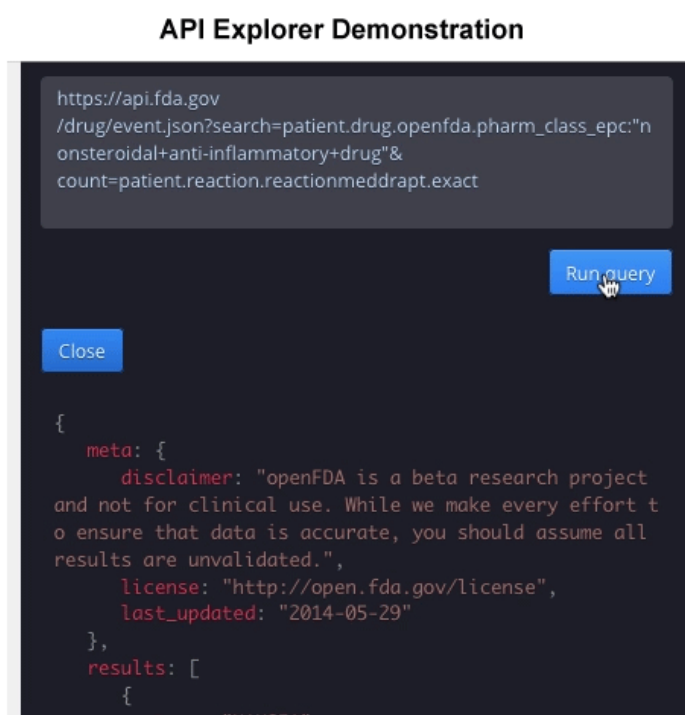 API Explorer Demonstration
https://api.fda.gov
/drug/event.json?search=patient.drug.openfda.pharm_class_epc:"n
onsteroidal+anti-inflammatory+drug"&
count=patient.reaction.reactionmeddrapt.exact
Run query
Close
{
meta: {
disclaimer: "openFDA is a beta research project
and not for clinical use. While we make every effort t
o ensure that data is accurate, you should assume all
results are unvalidated.",
license: "http://open.fda.gov/license",
last_updated: "2014-05-29"
},
results: [
{